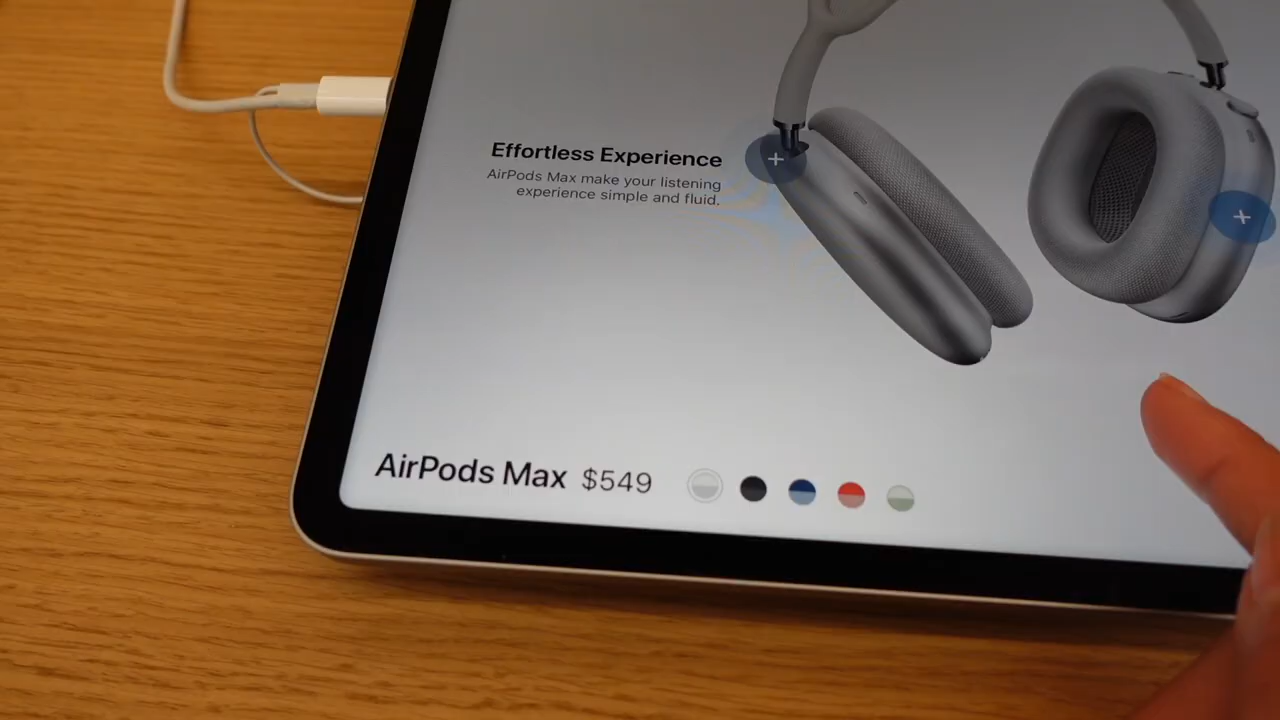 Effortless Experience
AirPods Max make your listening
experience simple and fluid.
AirPods Max $549